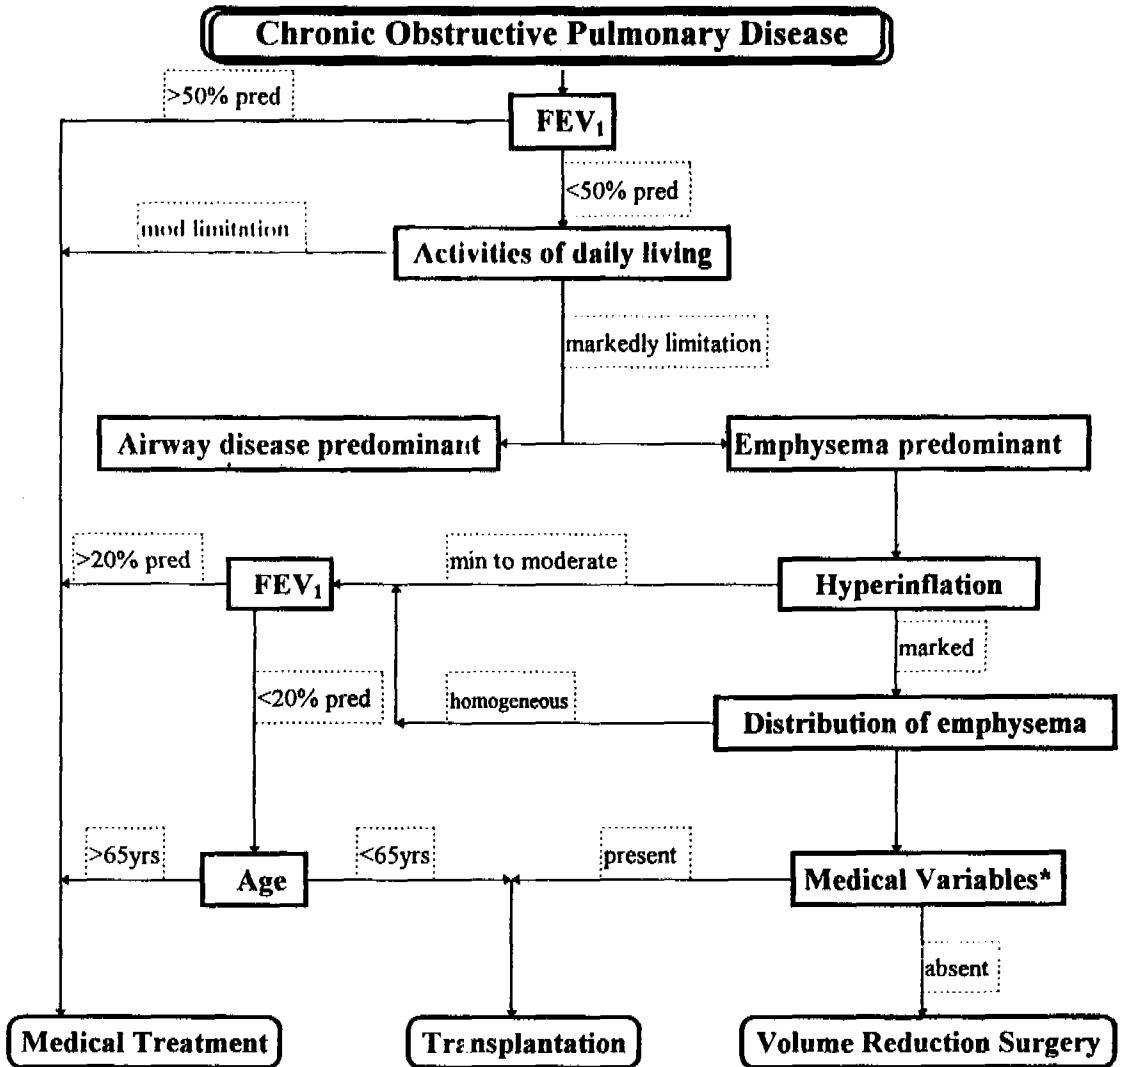 Chronic Obstructive Pulmonary Disease
>50% pred
FEV₁
<50% pred
mod limitation
Activities of daily living
markedly limitation
Airway disease predominant
Emphysema predominant
>20% pred
FEV₁
min to moderate
Hyperinflation
marked
<20% pred
homogeneous
Distribution of emphysema
>65yrs
Age
<65yrs
present
Medical Variables*
absent
Medical Treatment
Transplantation
Volume Reduction Surgery